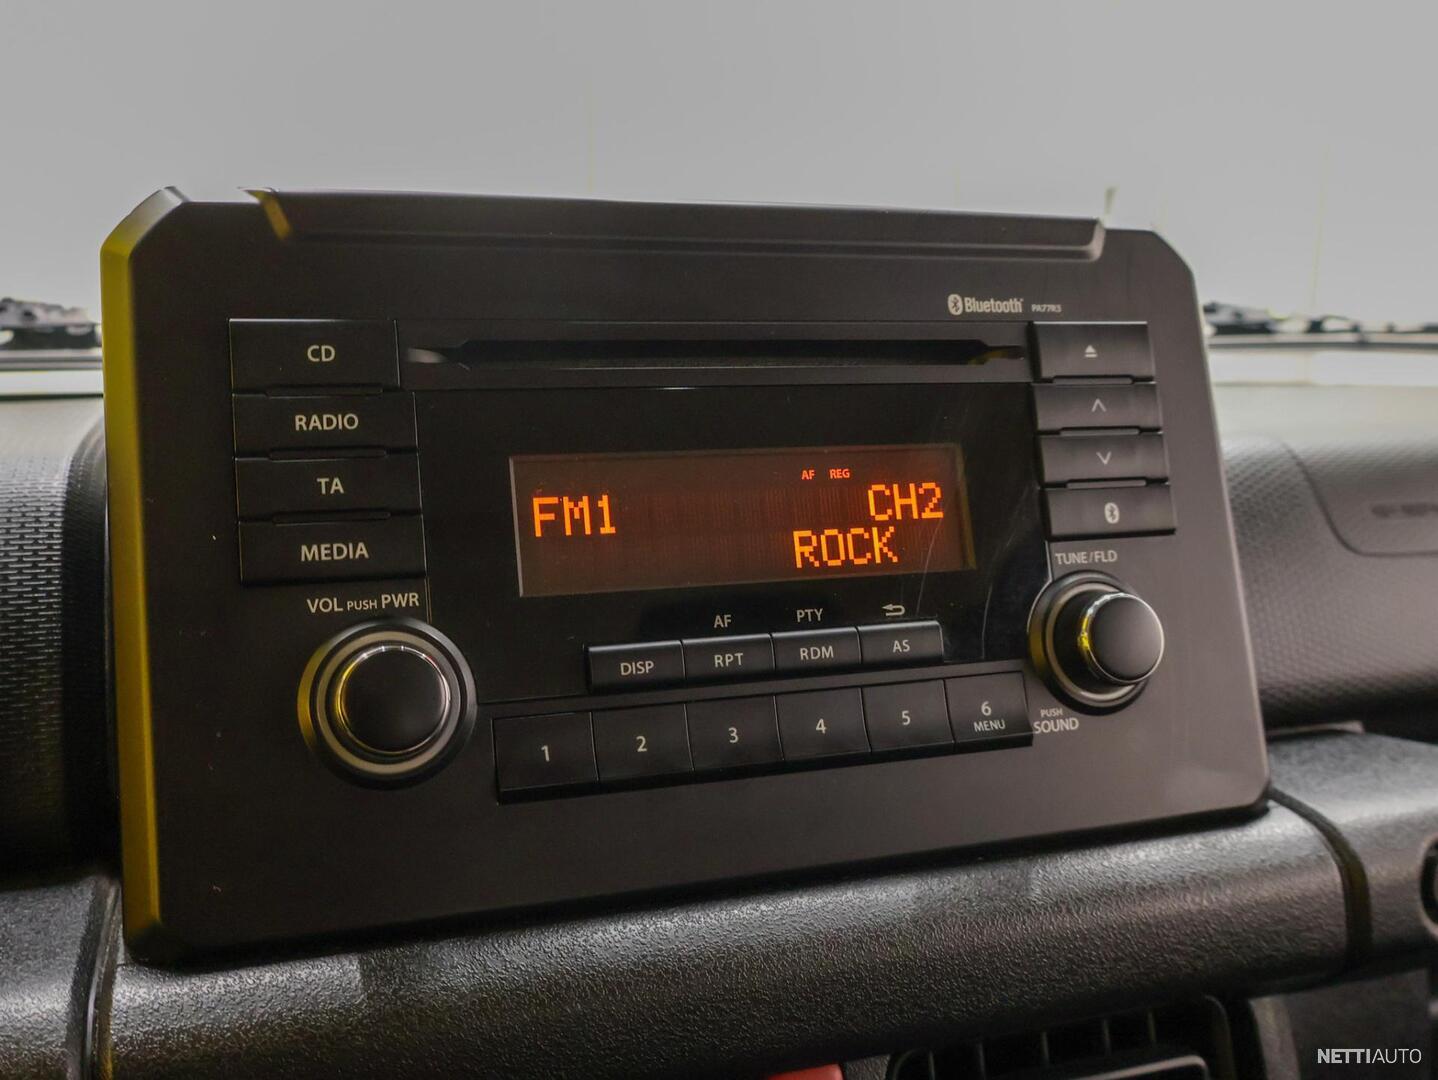 Bluetooth PA77R5
CD
RADIO
TA
MEDIA
AF REG
FM1 CH2
ROCK
TUNE/FLD
VOL PUSH PWR
AF PTY
DISP RPT RDM AS
1 2 3 4 5 6
MENU
PUSH
SOUND
NETTIAUTO